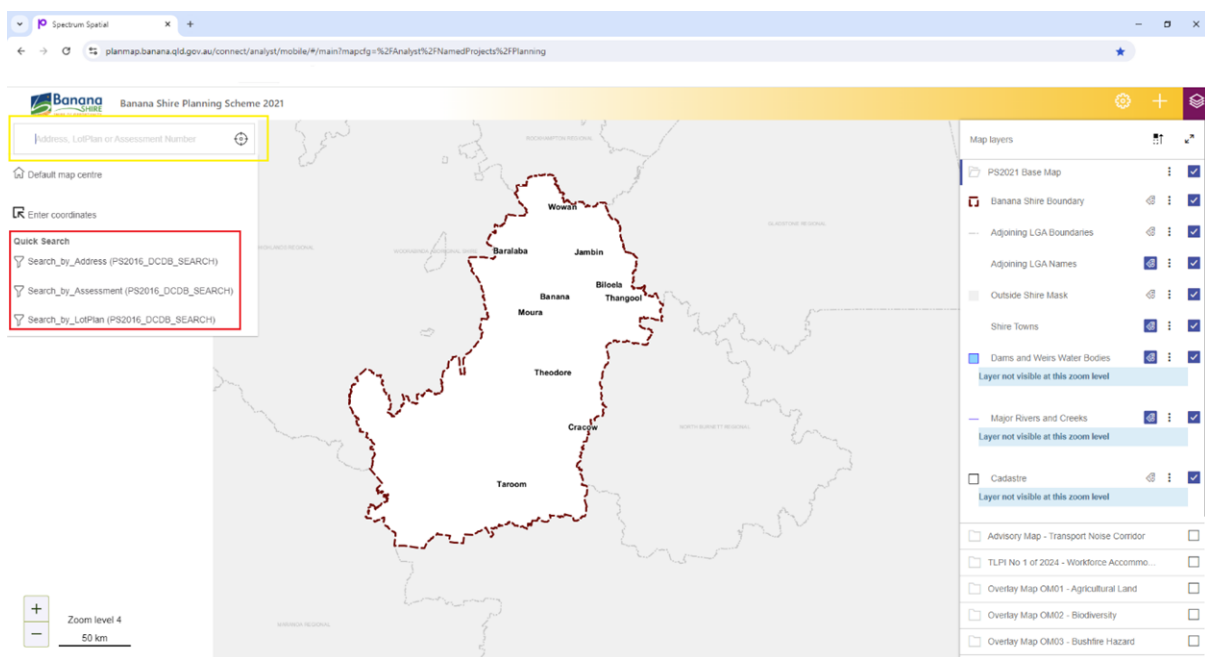 Spectrum Spatial
planmap.banana.qld.gov.au/connect/analyst/mobile/#/main?mapcfg=%2FAnalyst%2FNamedProjects%2FPlanning
Banana
SHIRE
Banana Shire Planning Scheme 2021
Address, LotPlan or Assessment Number
Default map centre
Enter coordinates
Quick Search
Search_by_Address (PS2016_DCDB_SEARCH)
Search_by_Assessment (PS2016_DCDB_SEARCH)
Search_by_LotPlan (PS2016_DCDB_SEARCH)
ROCKHAMPTON REGIONAL
GLADSTONE REGIONAL
WOORABINDA ABORIGINAL SHIRE
NORTH BURNETT REGIONAL
Wowan
Baralaba
Jambin
Biloela
Banana
Thangool
Moura
Theodore
Cracow
Taroom
Zoom level 4
50 km
Map layers
PS2021 Base Map
Banana Shire Boundary
Adjoining LGA Boundaries
Adjoining LGA Names
Outside Shire Mask
Shire Towns
Dams and Weirs Water Bodies
Layer not visible at this zoom level
Major Rivers and Creeks
Layer not visible at this zoom level
Cadastre
Layer not visible at this zoom level
Advisory Map - Transport Noise Corridor
TLPI No 1 of 2024 - Workforce Accommo...
Overlay Map OM01 - Agricultural Land
Overlay Map OM02 - Biodiversity
Overlay Map OM03 - Bushfire Hazard